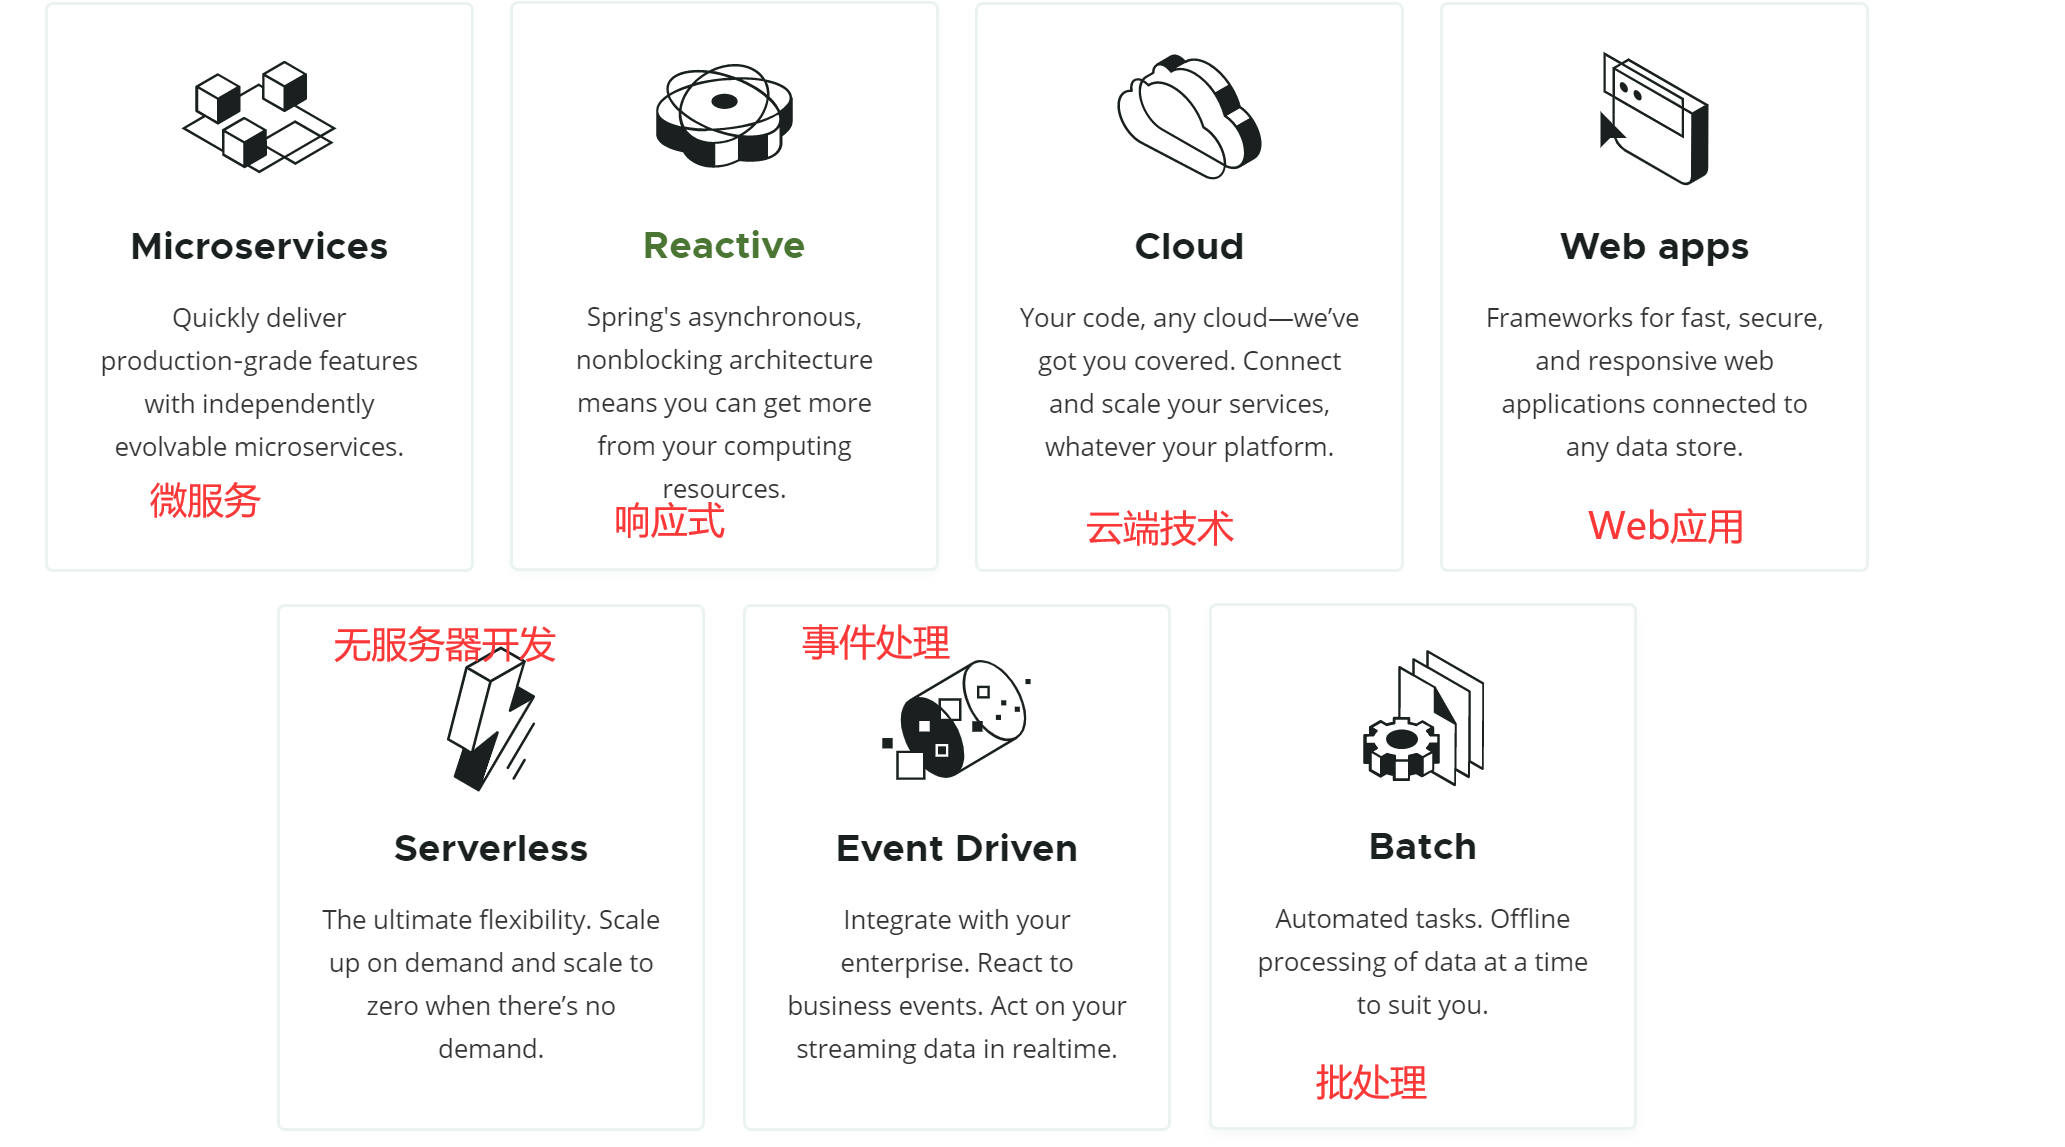 Microservices
Quickly deliver
production-grade features
with independently
evolvable microservices.
微服务
Reactive
Spring's asynchronous,
nonblocking architecture
means you can get more
from your computing
resources.
响应式
Cloud
Your code, any cloud—we’ve
got you covered. Connect
and scale your services,
whatever your platform.
云端技术
Web apps
Frameworks for fast, secure,
and responsive web
applications connected to
any data store.
Web应用
无服务器开发
Serverless
The ultimate flexibility. Scale
up on demand and scale to
zero when there’s no
demand.
事件处理
Event Driven
Integrate with your
enterprise. React to
business events. Act on your
streaming data in realtime.
Batch
Automated tasks. Offline
processing of data at a time
to suit you.
批处理